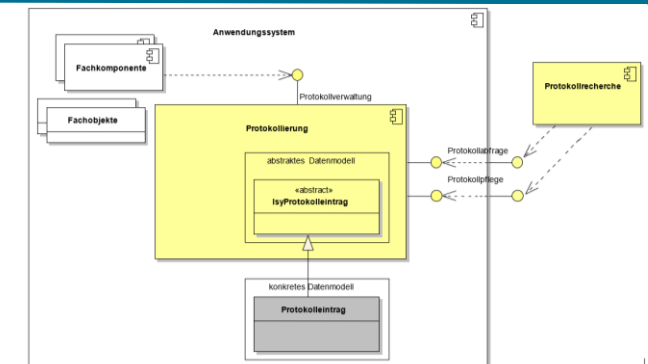 Anwendungssystem
Fachkomponente
Protokollrecherche
Protokollverwaltung
Fachobjekte
Protokollierung
Protokollabfrage
abstraktes Datenmodell
Protokollpflege
«abstract»
IsyProtokolleintrag
konkretes Datenmodell
Protokolleintrag